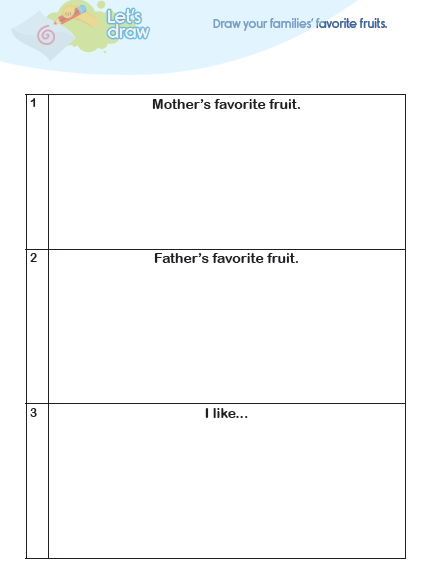 Let's
draw
Draw your families' favorite fruits.
1
Mother's favorite fruit.
2
Father's favorite fruit.
3
I like...